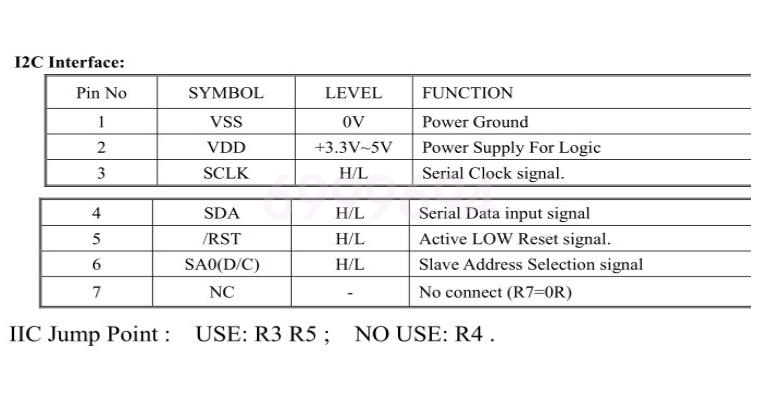 I2C Interface:
Pin No SYMBOL LEVEL FUNCTION
1 VSS 0V Power Ground
2 VDD +3.3V~5V Power Supply For Logic
3 SCLK H/L Serial Clock signal.
4 SDA H/L Serial Data input signal
5 /RST H/L Active LOW Reset signal.
6 SA0(D/C) H/L Slave Address Selection signal
7 NC - No connect (R7=0R)
IIC Jump Point : USE: R3 R5 ; NO USE: R4 .